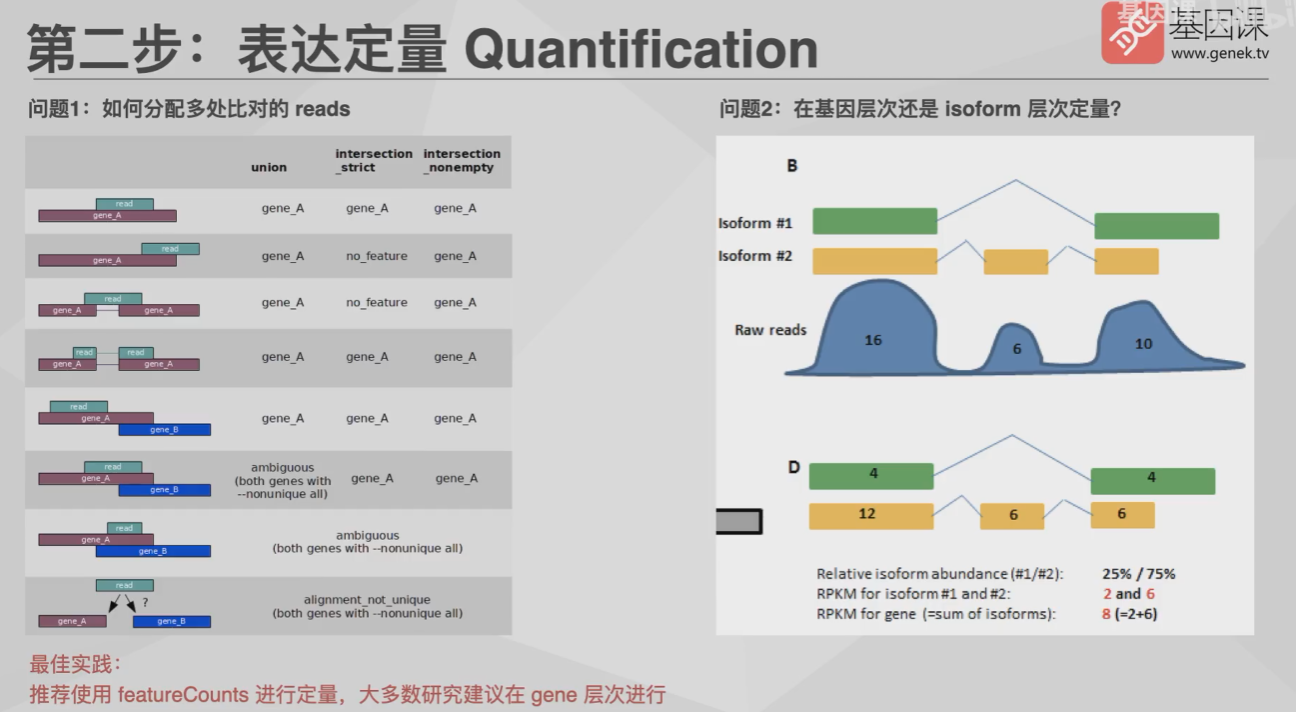 第二步：表达定量 Quantification
基因课
www.genek.tv
问题1：如何分配多处比对的 reads
union
intersection
_strict
intersection
_nonempty
read
gene_A
gene_A
gene_A
gene_A
read
gene_A
gene_A
no_feature
gene_A
read
gene_A
gene_A
gene_A
no_feature
gene_A
read
read
gene_A
gene_A
gene_A
gene_A
gene_A
read
gene_A
gene_B
gene_A
gene_A
gene_A
read
gene_A
gene_B
ambiguous
(both genes with
--nonunique all)
gene_A
gene_A
read
gene_A
gene_B
ambiguous
(both genes with --nonunique all)
read
?
gene_A
gene_B
alignment_not_unique
(both genes with --nonunique all)
问题2：在基因层次还是 isoform 层次定量？
B
Isoform #1
Isoform #2
Raw reads
16
6
10
D
4
4
12
6
6
Relative isoform abundance (#1/#2): 25% / 75%
RPKM for isoform #1 and #2: 2 and 6
RPKM for gene (=sum of isoforms): 8 (=2+6)
最佳实践：
推荐使用 featureCounts 进行定量，大多数研究建议在 gene 层次进行